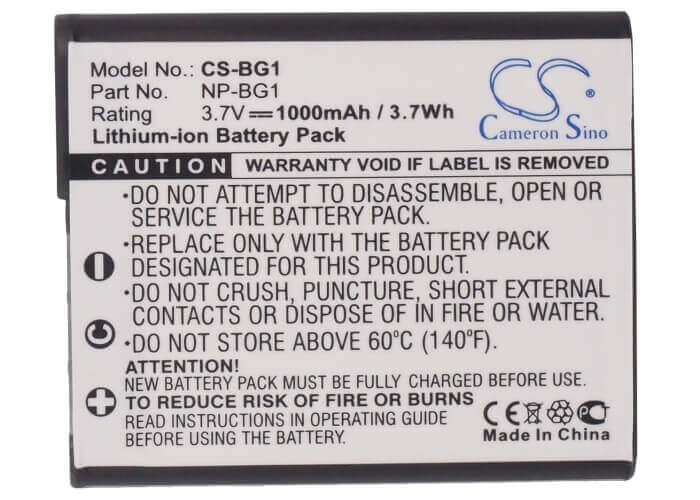 Model No.: CS-BG1
Part No. NP-BG1
Rating 3.7V⎓1000mAh / 3.7Wh
Lithium-ion Battery Pack
CS
Cameron Sino
CAUTION WARRANTY VOID IF LABEL IS REMOVED
•DO NOT ATTEMPT TO DISASSEMBLE, OPEN
OR SERVICE THE BATTERY PACK.
•REPLACE ONLY WITH THE BATTERY PACK
DESIGNATED FOR THIS PRODUCT.
•DO NOT CRUSH, PUNCTURE, SHORT EXTERNAL
CONTACTS OR DISPOSE OF IN FIRE OR WATER.
•DO NOT STORE ABOVE 60°C (140°F).
ATTENTION!
NEW BATTERY PACK MUST BE FULLY CHARGED BEFORE USE
TO REDUCE RISK OF FIRE OR BURNS
READ INSTRUCTIONS IN OPERATING GUIDE
BEFORE USING THE BATTERY.
CE
Made in China